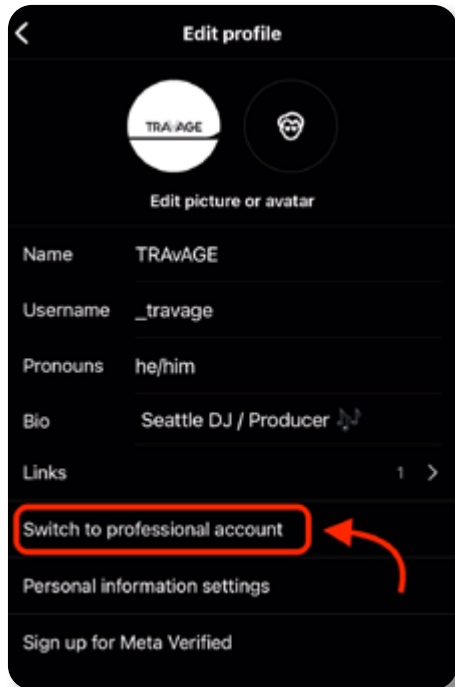 Edit profile
TRAVAGE
Edit picture or avatar
Name TRAvAGE
Username _travage
Pronouns he/him
Bio Seattle DJ / Producer 🎶
Links 1 >
Switch to professional account
Personal information settings
Sign up for Meta Verified